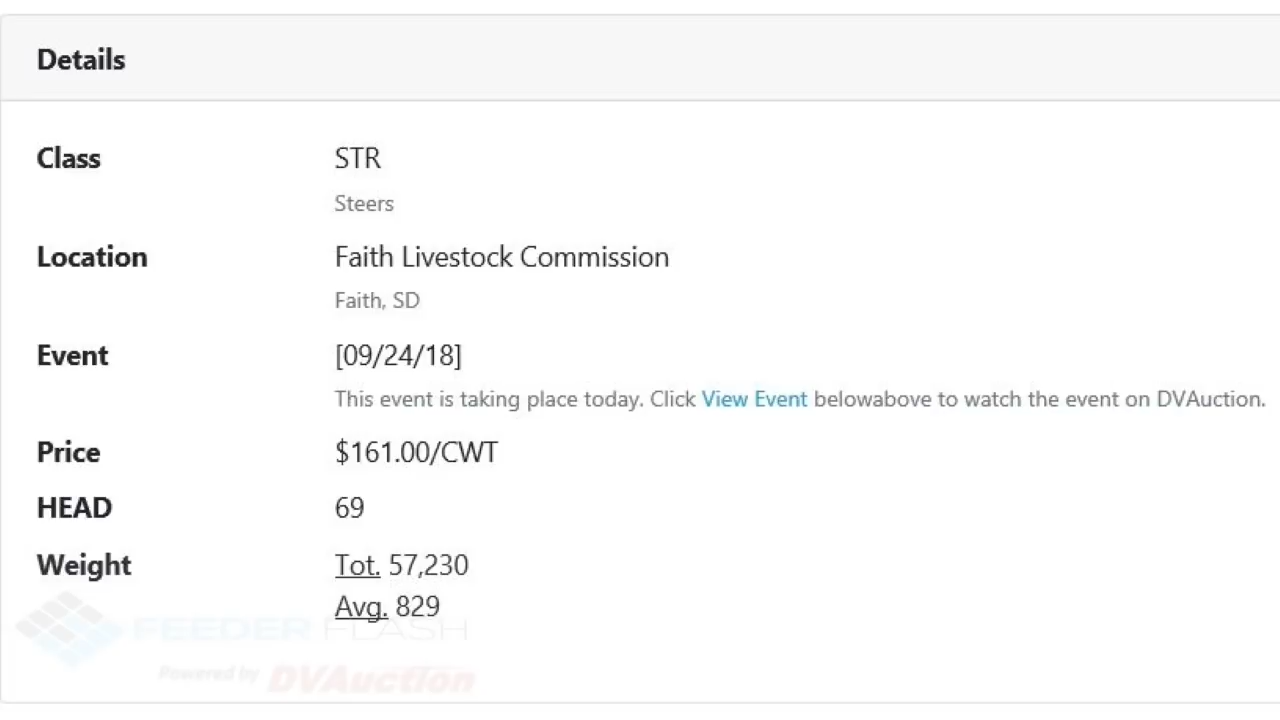 Details
Class STR
Steers
Location Faith Livestock Commission
Faith, SD
Event [09/24/18]
This event is taking place today. Click View Event belowabove to watch the event on DVAuction.
Price $161.00/CWT
HEAD 69
Weight Tot. 57,230
Avg. 829
FEEDER FLASH
Powered by DVAuction